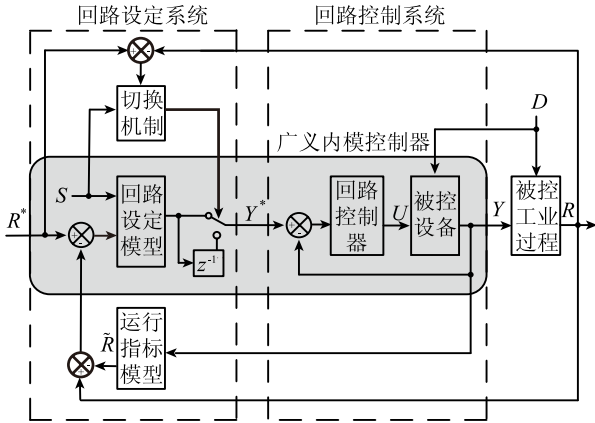 回路设定系统
回路控制系统
切换
机制
D
广义内模控制器
S
回路
设定
模型
R*
Y*
z⁻¹
回路
控制
器
U
被控
设备
Y
被控
工业
过程
R
R̃
运行
指标
模型